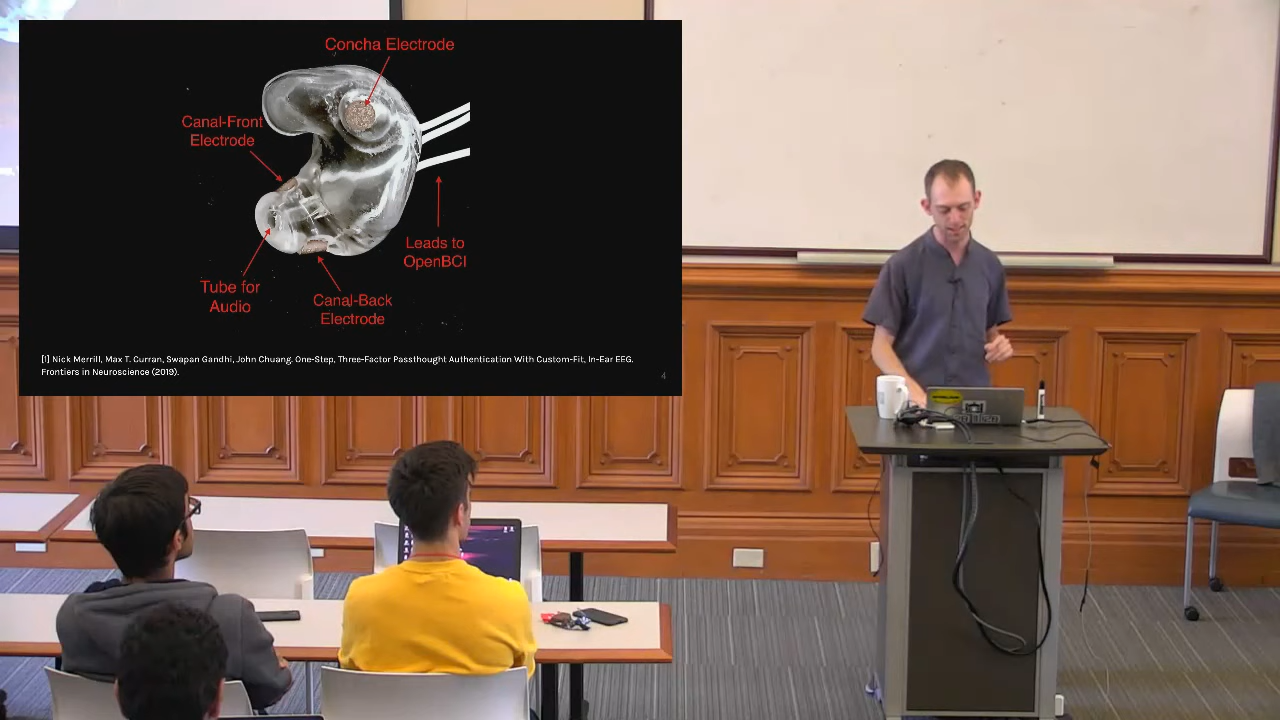 Concha Electrode
Canal-Front
Electrode
Leads to
OpenBCI
Tube for
Audio
Canal-Back
Electrode
[1] Nick Merrill, Max T. Curran, Swapan Gandhi, John Chuang. One-Step, Three-Factor Passthought Authentication With Custom-Fit, In-Ear EEG.
Frontiers in Neuroscience (2019).
4